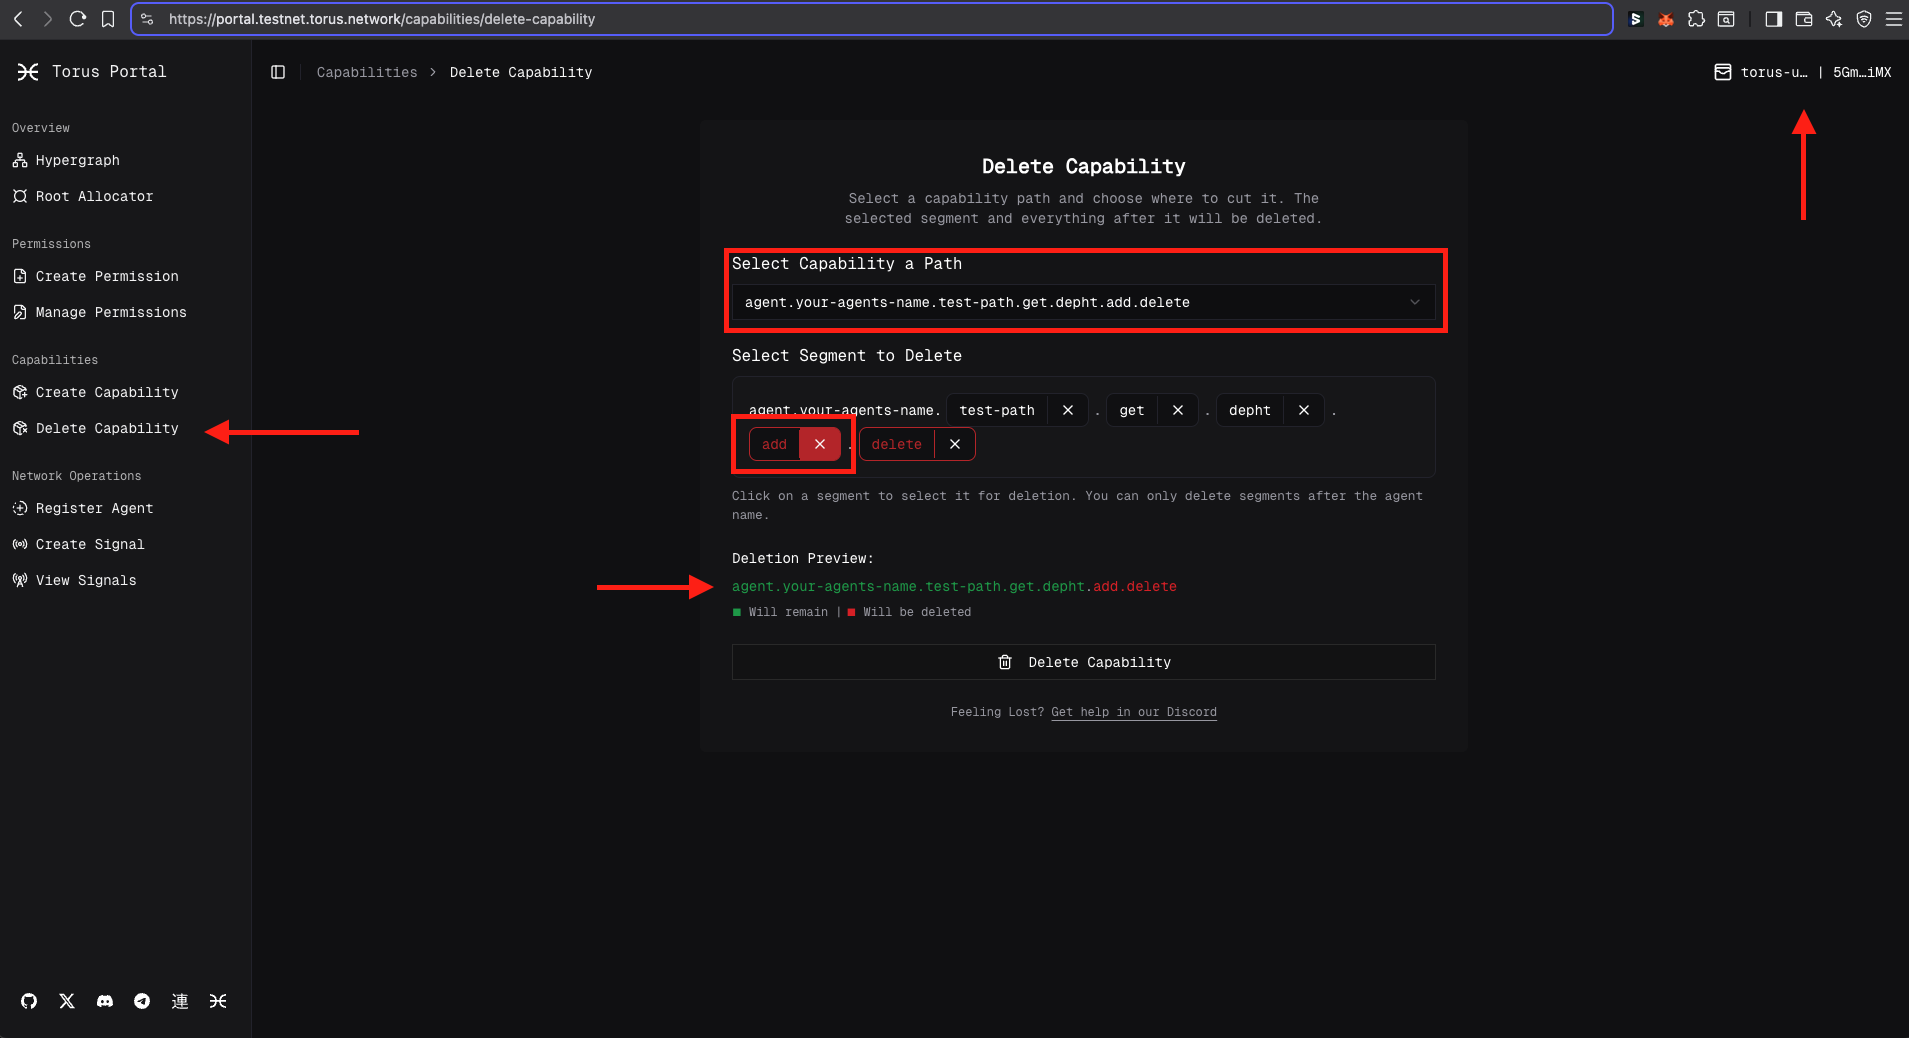 https://portal.testnet.torus.network/capabilities/delete-capability
Torus Portal
Capabilities > Delete Capability
torus-u… | 5Gm…iMX
Overview
Hypergraph
Root Allocator
Permissions
Create Permission
Manage Permissions
Capabilities
Create Capability
Delete Capability
Network Operations
Register Agent
Create Signal
View Signals
連
Delete Capability
Select a capability path and choose where to cut it. The
selected segment and everything after it will be deleted.
Select Capability a Path
agent.your-agents-name.test-path.get.depht.add.delete
Select Segment to Delete
agent.your-agents-name. test-path . get . depht .
add . delete
Click on a segment to select it for deletion. You can only delete segments after the agent
name.
Deletion Preview:
agent.your-agents-name.test-path.get.depht.add.delete
Will remain | Will be deleted
Delete Capability
Feeling Lost? Get help in our Discord